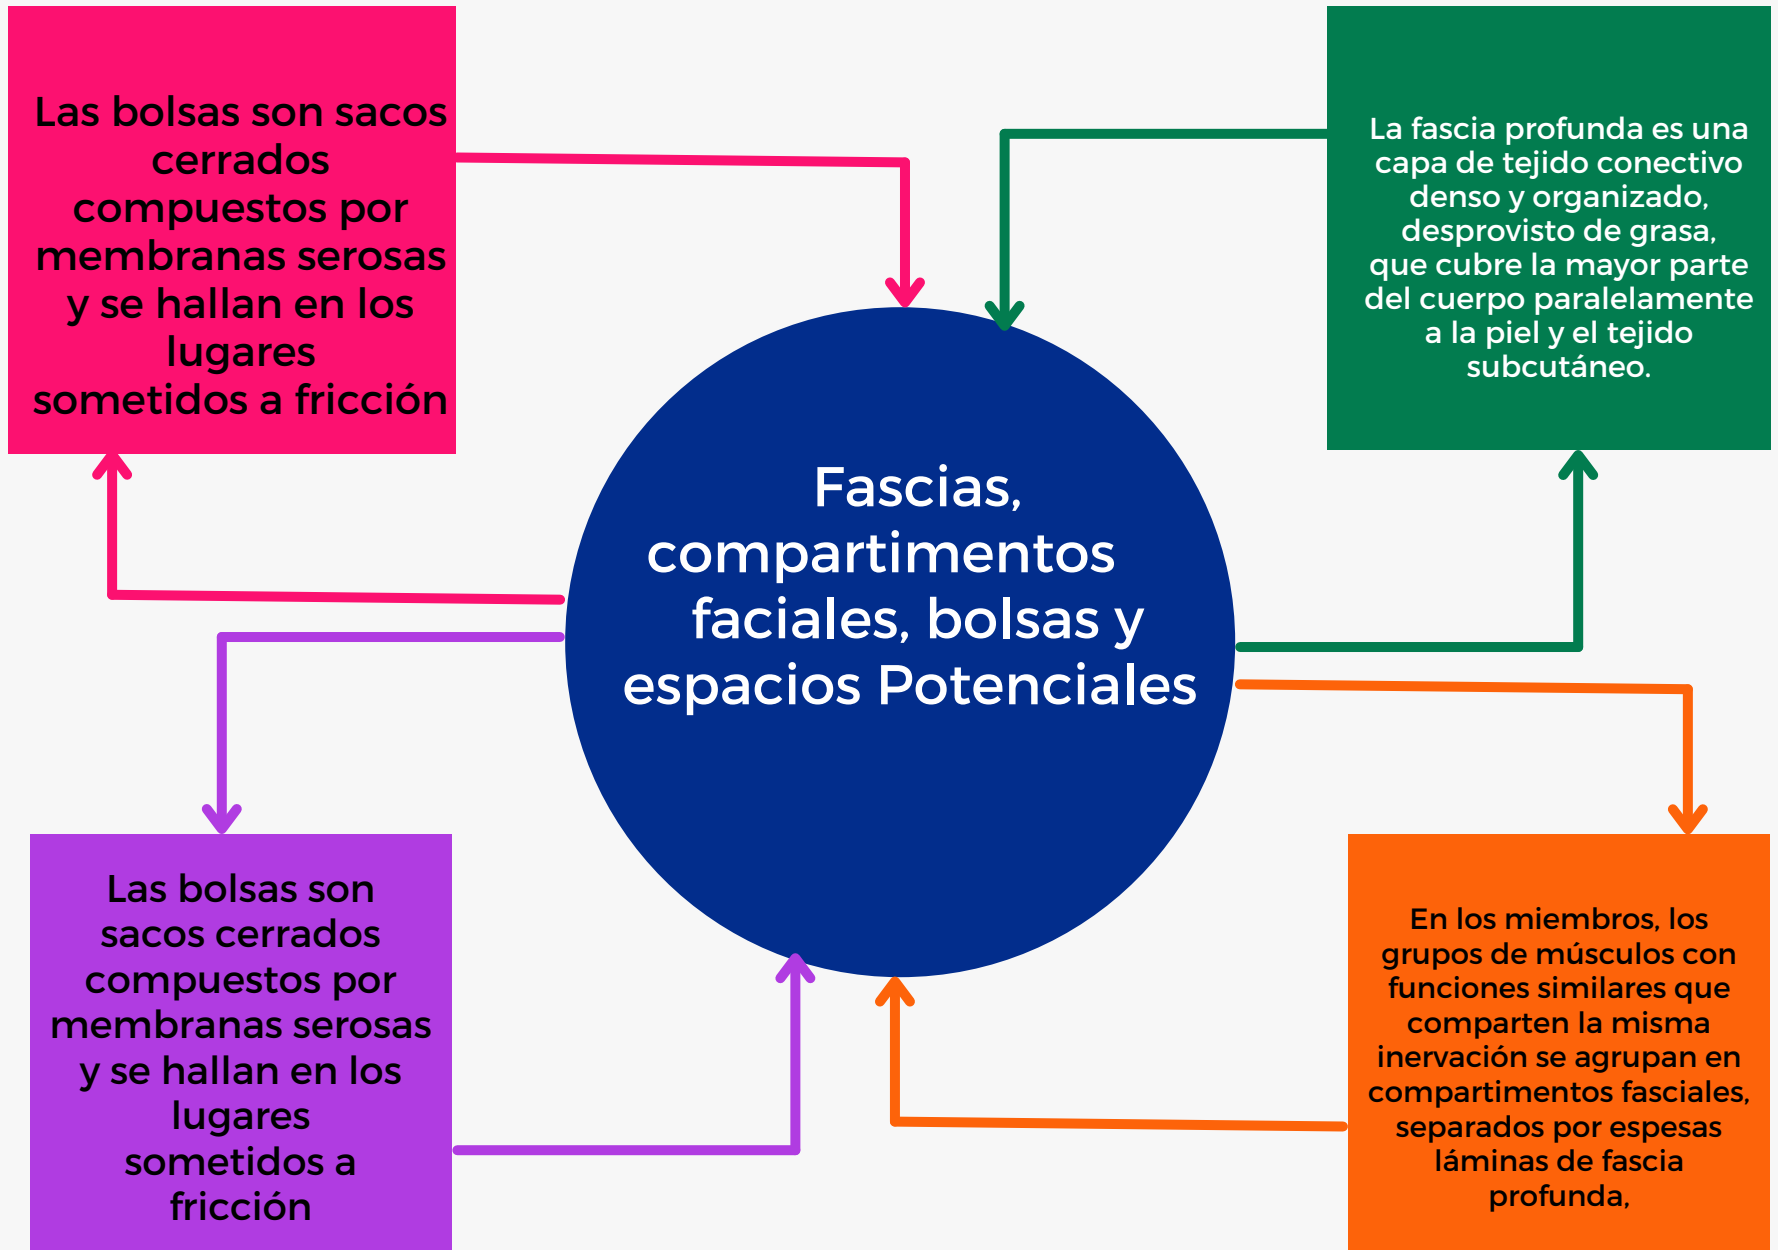 Las bolsas son sacos
cerrados
compuestos por
membranas serosas
y se hallan en los
lugares
sometidos a fricción
La fascia profunda es una
capa de tejido conectivo
denso y organizado,
desprovisto de grasa,
que cubre la mayor parte
del cuerpo paralelamente
a la piel y el tejido
subcutáneo.
Fascias,
compartimentos
faciales, bolsas y
espacios Potenciales
Las bolsas son
sacos cerrados
compuestos por
membranas serosas
y se hallan en los
lugares
sometidos a
fricción
En los miembros, los
grupos de músculos con
funciones similares que
comparten la misma
inervación se agrupan en
compartimentos fasciales,
separados por espesas
láminas de fascia
profunda,